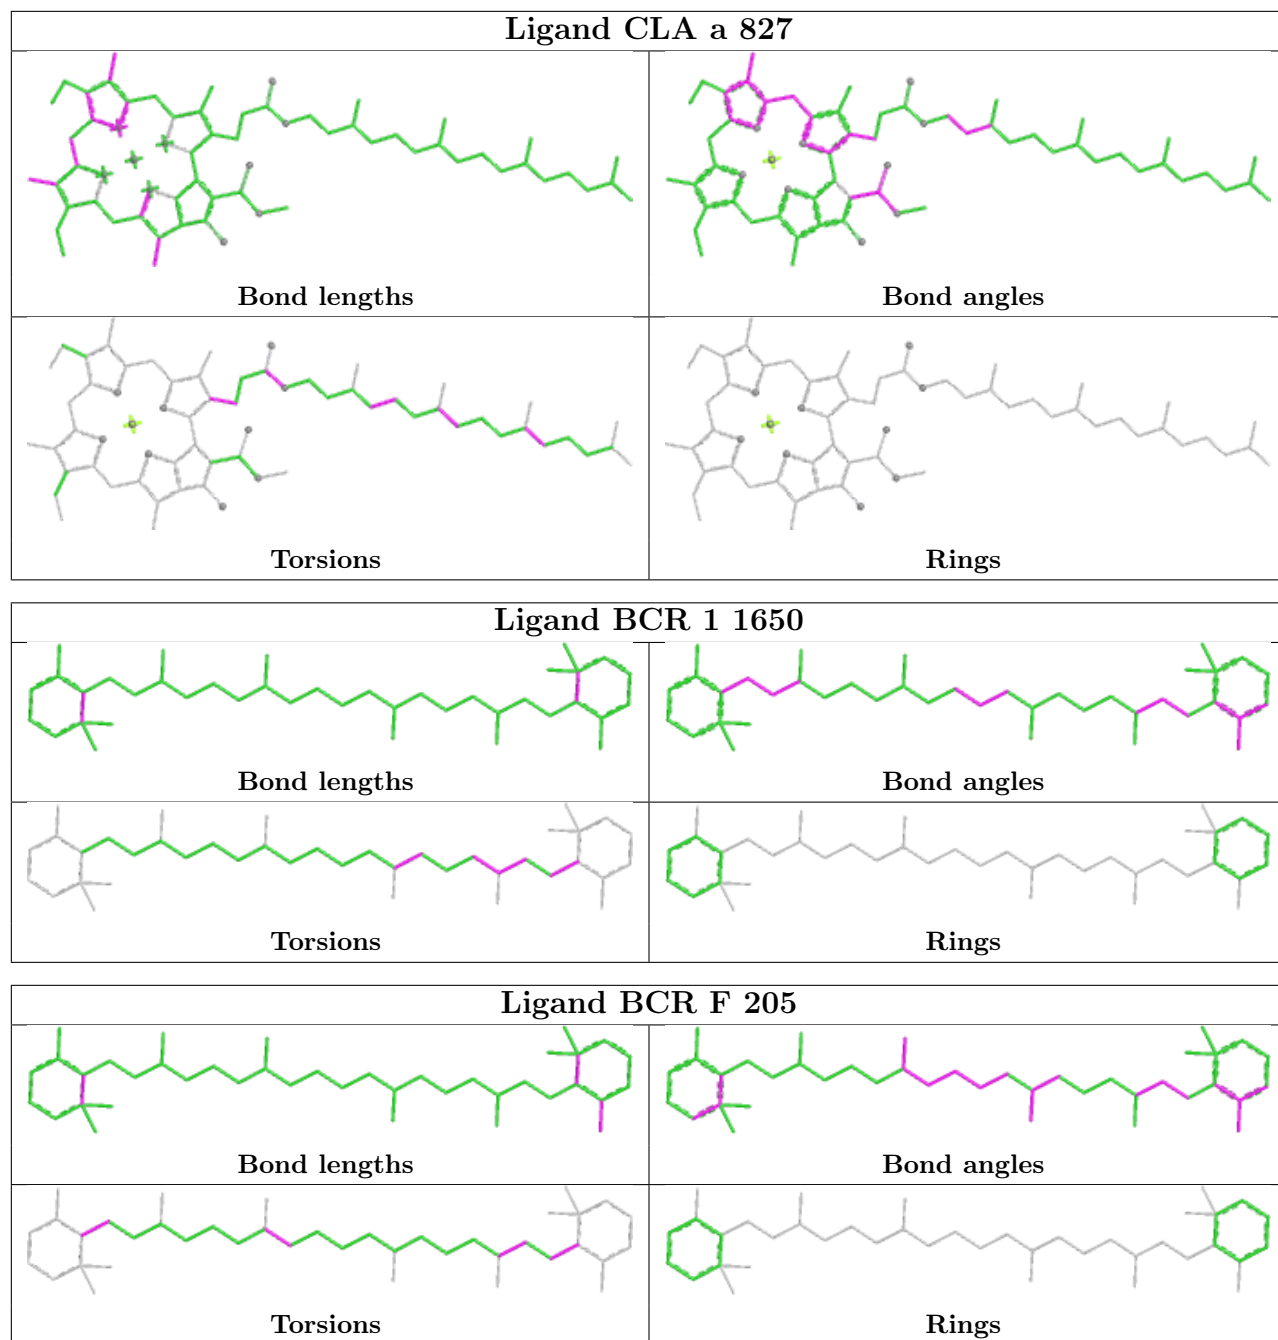 Ligand CLA a 827
Bond lengths
Bond angles
Torsions
Rings
Ligand BCR 1 1650
Bond lengths
Bond angles
Torsions
Rings
Ligand BCR F 205
Bond lengths
Bond angles
Torsions
Rings